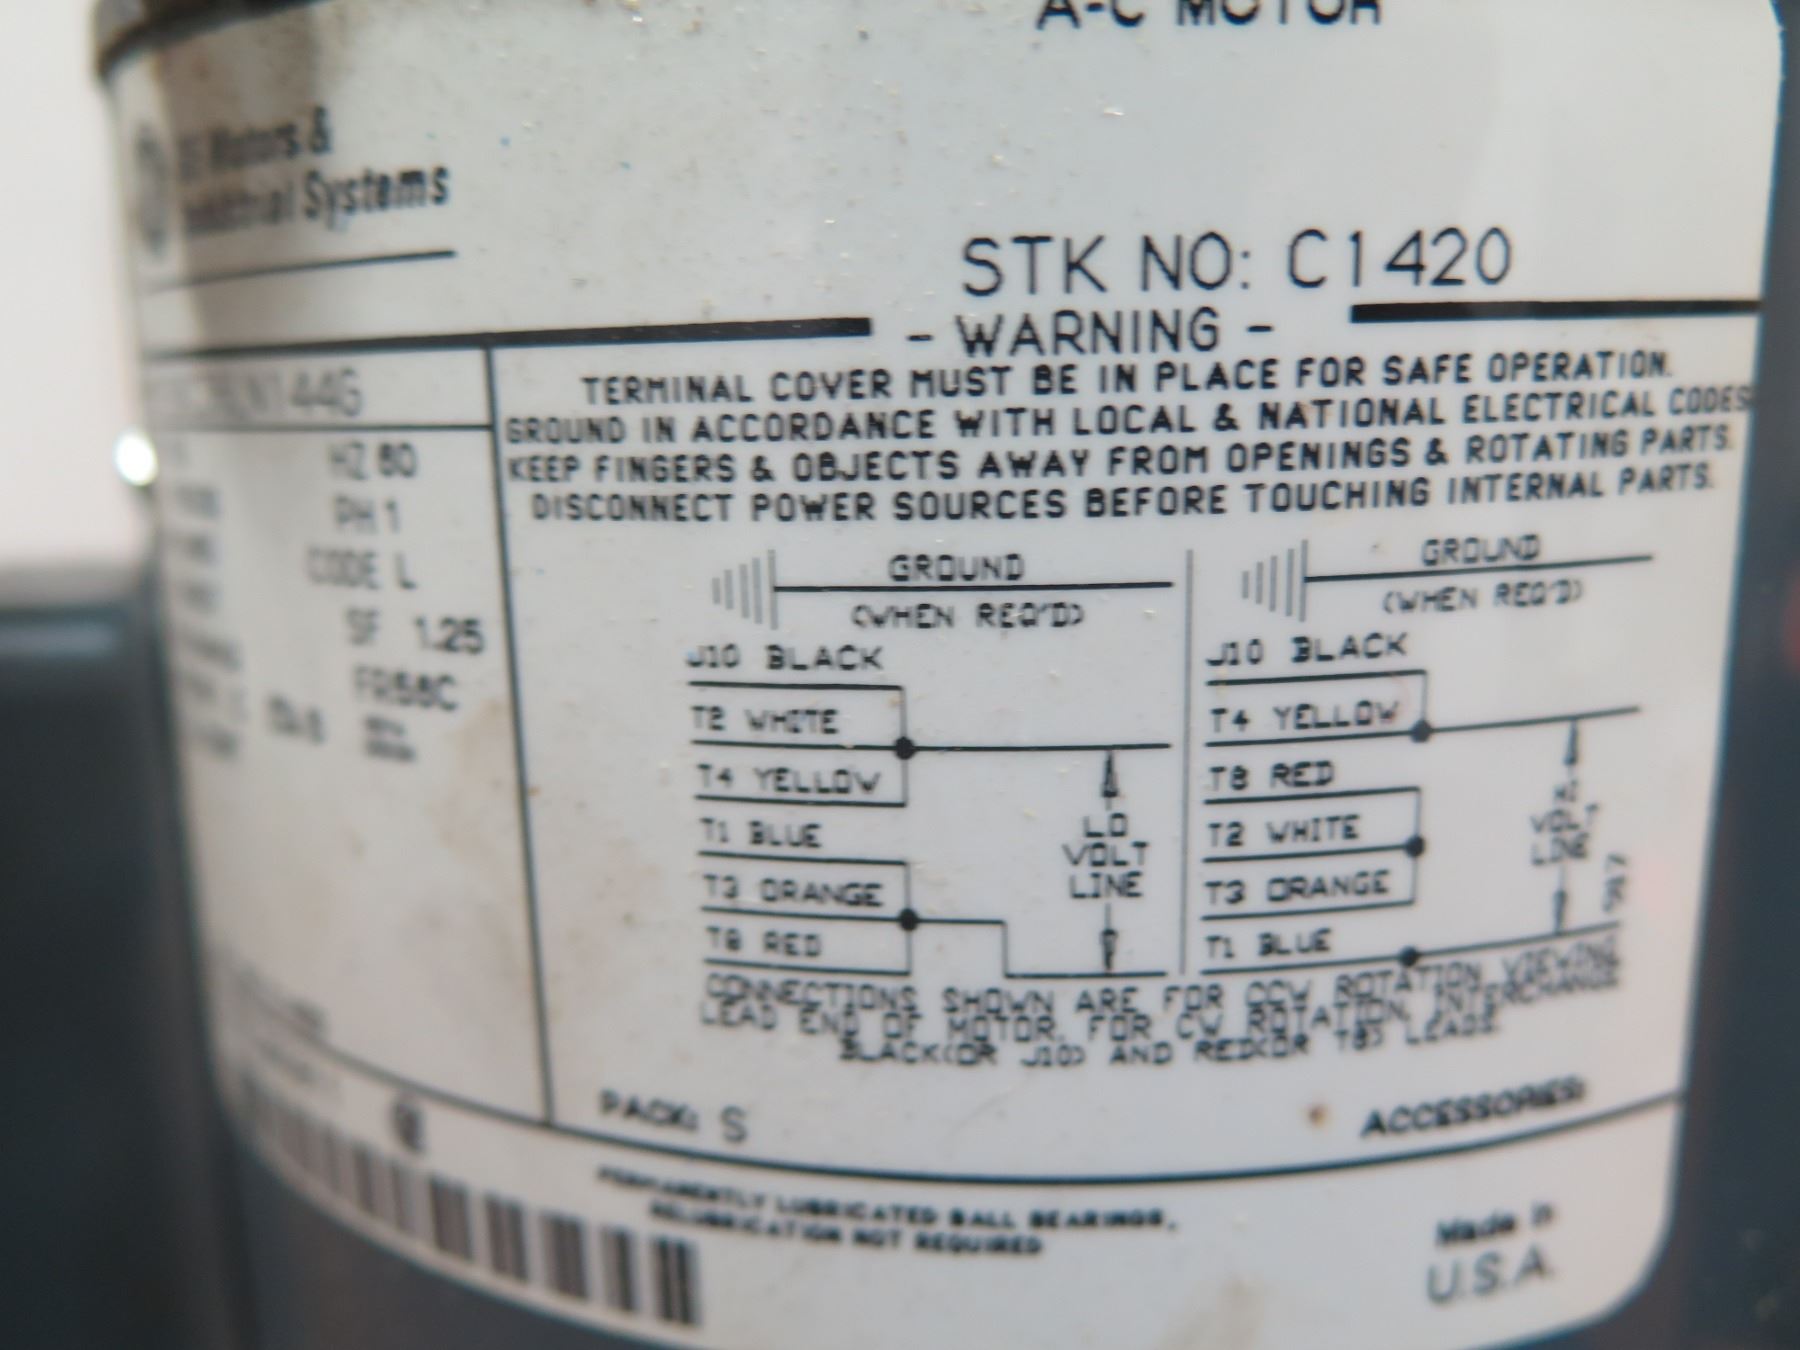 A-C MOTOR
GE Motors &
Industrial Systems
STK NO: C1420
- WARNING -
TERMINAL COVER MUST BE IN PLACE FOR SAFE OPERATION.
GROUND IN ACCORDANCE WITH LOCAL & NATIONAL ELECTRICAL CODES
KEEP FINGERS & OBJECTS AWAY FROM OPENINGS & ROTATING PARTS.
DISCONNECT POWER SOURCES BEFORE TOUCHING INTERNAL PARTS.
144G
HZ 60
PH 1
CODE L
SF 1.25
FR56C
GROUND
(WHEN REQ'D)
J10 BLACK
T2 WHITE
T4 YELLOW
T1 BLUE
T3 ORANGE
T8 RED
LO
VOLT
LINE
GROUND
(WHEN REQ'D)
J10 BLACK
T4 YELLOW
T8 RED
T2 WHITE
T3 ORANGE
T1 BLUE
HI
VOLT
LINE
CONNECTIONS SHOWN ARE FOR CCW ROTATION VIEWING
LEAD END OF MOTOR. FOR CW ROTATION, INTERCHANGE
BLACK(OR J10) AND RED(OR T8) LEADS.
PACK: S
ACCESSORIES:
PERMANENTLY LUBRICATED BALL BEARINGS,
RELUBRICATION NOT REQUIRED
Made in
U.S.A.